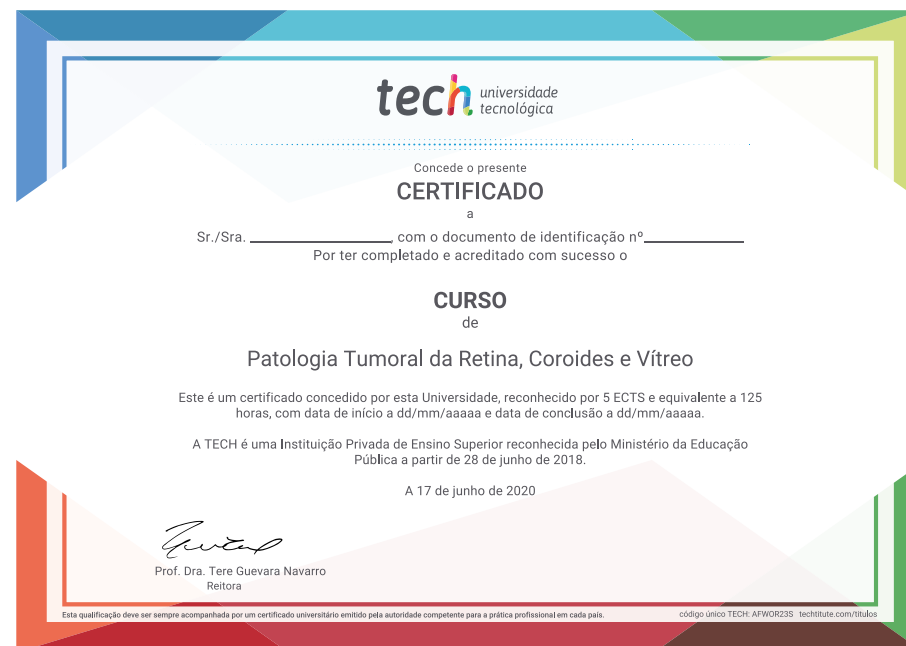 tech universidade
tecnológica
Concede o presente
CERTIFICADO
a
Sr./Sra. ____________________, com o documento de identificação nº______________
Por ter completado e acreditado com sucesso o
CURSO
de
Patologia Tumoral da Retina, Coroides e Vítreo
Este é um certificado concedido por esta Universidade, reconhecido por 5 ECTS e equivalente a 125
horas, com data de início a dd/mm/aaaaa e data de conclusão a dd/mm/aaaaa.
A TECH é uma Instituição Privada de Ensino Superior reconhecida pelo Ministério da Educação
Pública a partir de 28 de junho de 2018.
A 17 de junho de 2020
Prof. Dra. Tere Guevara Navarro
Reitora
Esta qualificação deve ser sempre acompanhada por um certificado universitário emitido pela autoridade competente para a prática profissional em cada país.
código único TECH: AFWOR23S techtitute.com/titulos